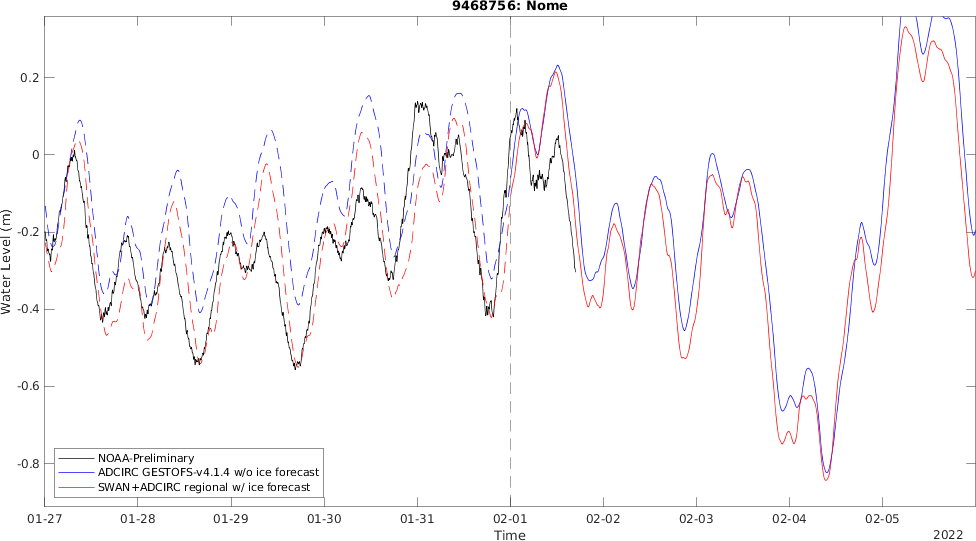 9468756: Nome
Water Level (m)
0.2
0
-0.2
-0.4
-0.6
-0.8
NOAA-Preliminary
ADCIRC GESTOFS-v4.1.4 w/o ice forecast
SWAN+ADCIRC regional w/ ice forecast
01-27 01-28 01-29 01-30 01-31 02-01 02-02 02-03 02-04 02-05
Time
2022